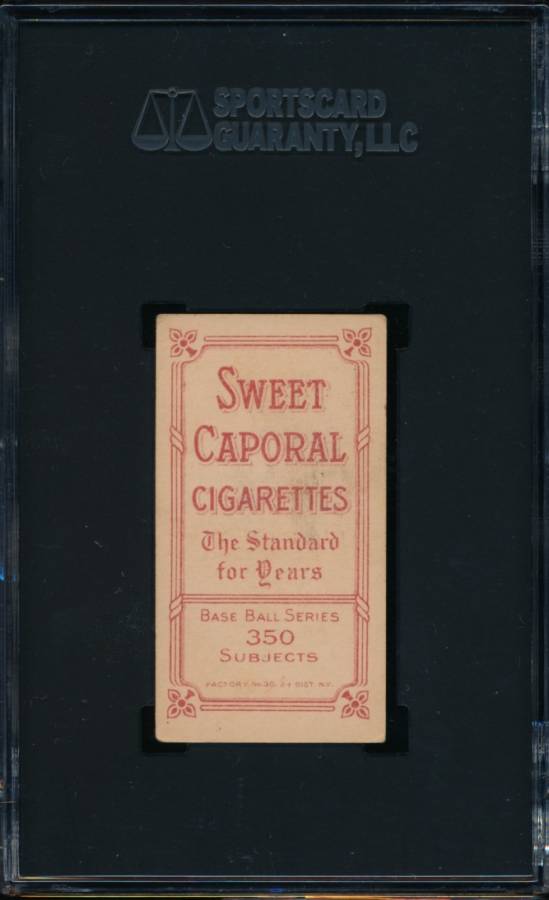 SPORTSCARD
GUARANTY, LLC
SWEET
CAPORAL
CIGARETTES
The Standard
for Years
BASE BALL SERIES
350
SUBJECTS
FACTORY No 30, 2d DIST. N.Y.